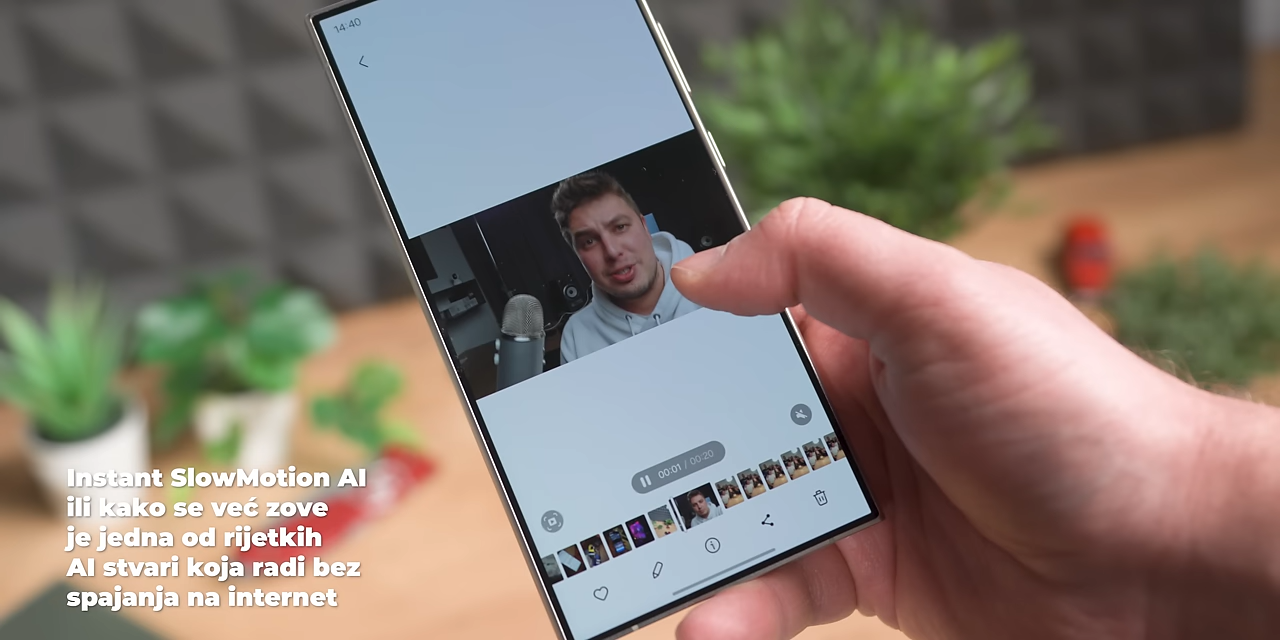 14:40
00:01 / 00:20
Instant SlowMotion AI
ili kako se već zove
je jedna od rijetkih
AI stvari koja radi bez
spajanja na internet